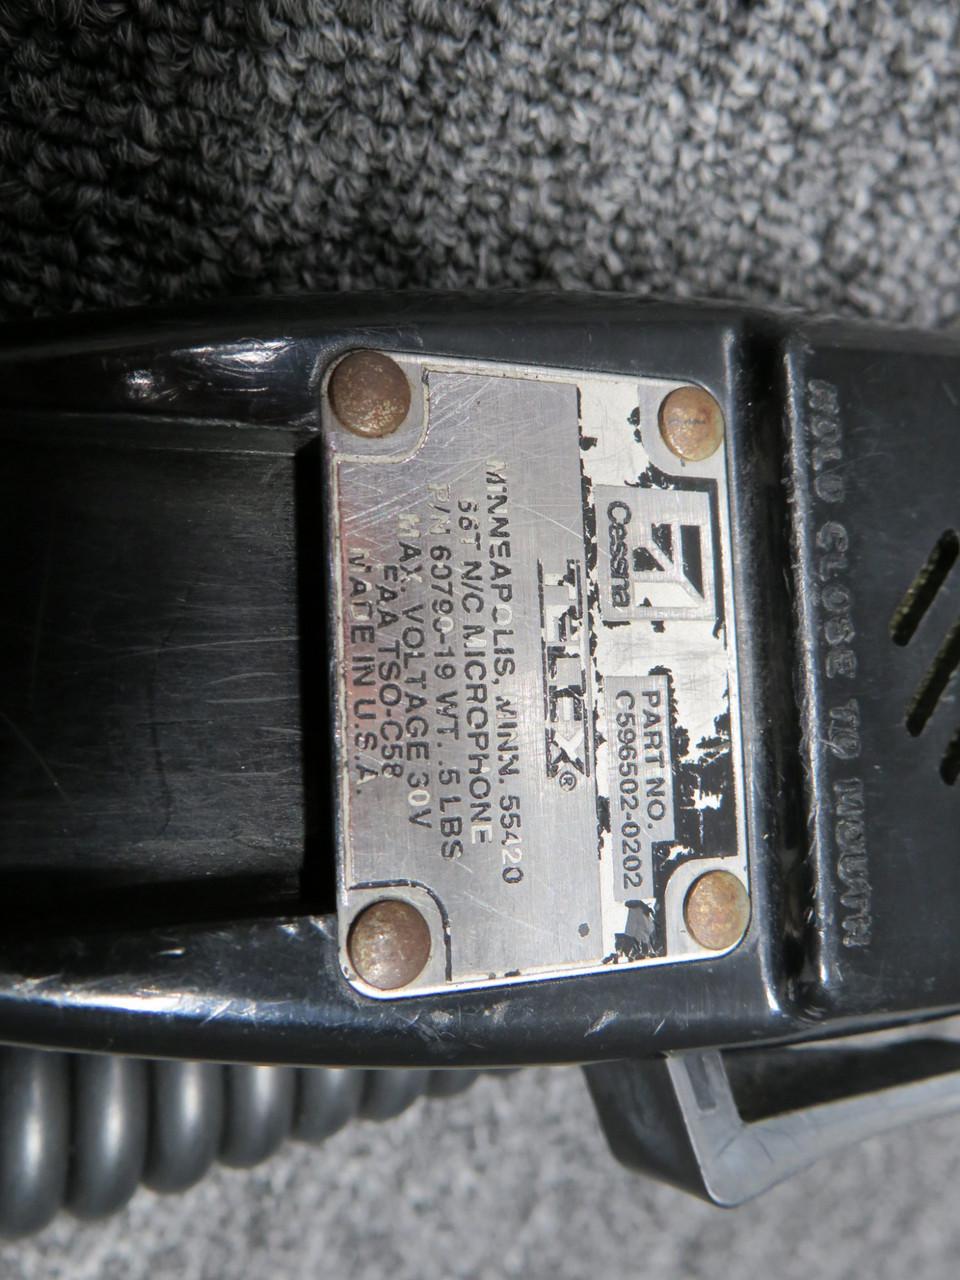 HOLD CLOSE TO MOUTH
Cessna
PART NO.
C596502-0202
TELEX®
MINNEAPOLIS, MINN. 55420
66T N/C MICROPHONE
P/N 60790-19 WT. .5 LBS
MAX. VOLTAGE 30V
FAA TSO-C58
MADE IN U.S.A.